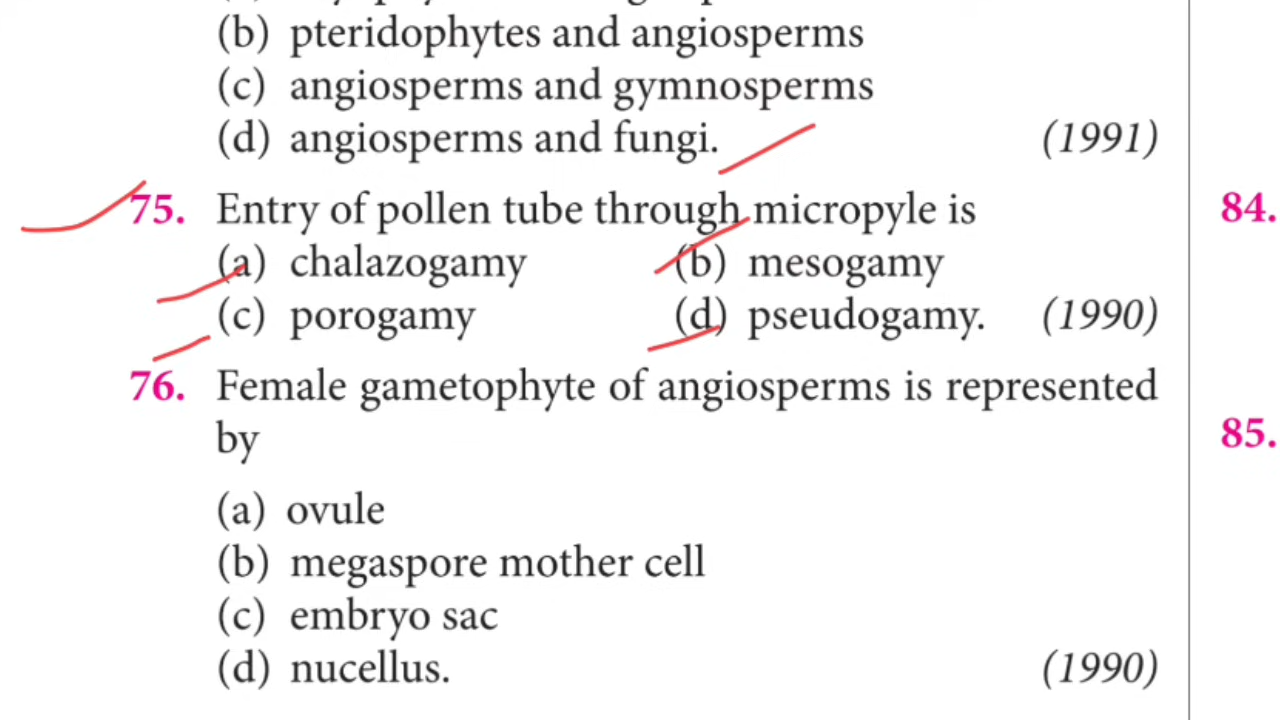 (b) pteridophytes and angiosperms
(c) angiosperms and gymnosperms
(d) angiosperms and fungi. (1991)
75. Entry of pollen tube through micropyle is
(a) chalazogamy (b) mesogamy
(c) porogamy (d) pseudogamy. (1990)
76. Female gametophyte of angiosperms is represented
by
(a) ovule
(b) megaspore mother cell
(c) embryo sac
(d) nucellus. (1990)
84.
85.